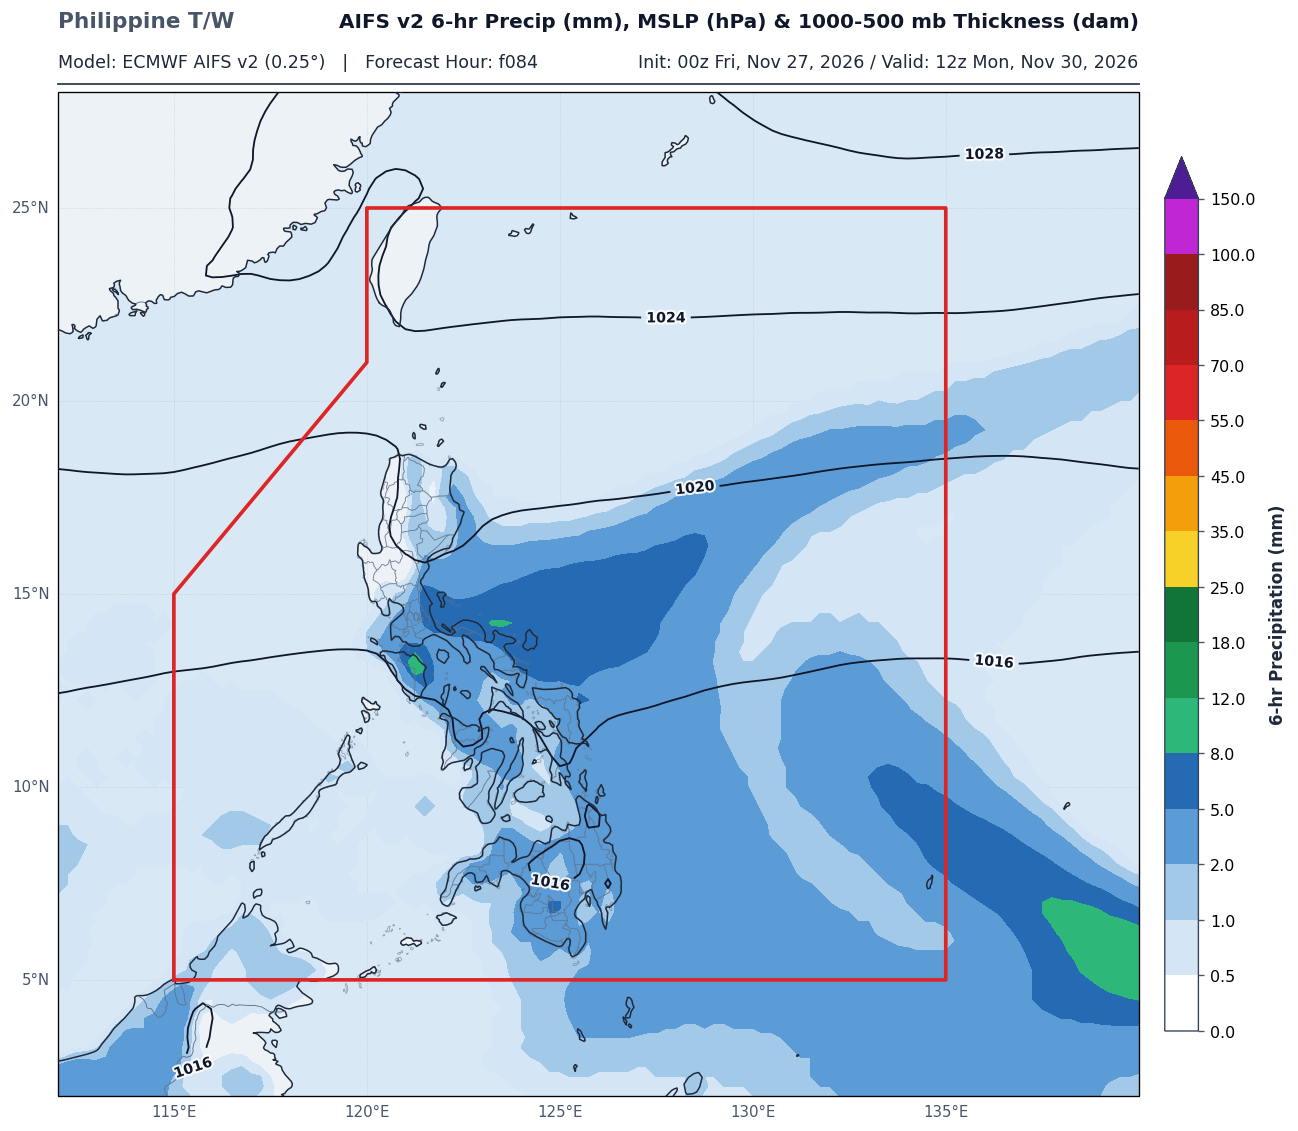 Philippine T/W
AIFS v2 6-hr Precip (mm), MSLP (hPa) & 1000-500 mb Thickness (dam)
Model: ECMWF AIFS v2 (0.25°) | Forecast Hour: f084
Init: 00z Fri, Nov 27, 2026 / Valid: 12z Mon, Nov 30, 2026
1028
1024
1020
1016
1016
1016
25°N
20°N
15°N
10°N
5°N
115°E
120°E
125°E
130°E
135°E
150.0
100.0
85.0
70.0
55.0
45.0
35.0
25.0
18.0
12.0
8.0
5.0
2.0
1.0
0.5
0.0
6-hr Precipitation (mm)